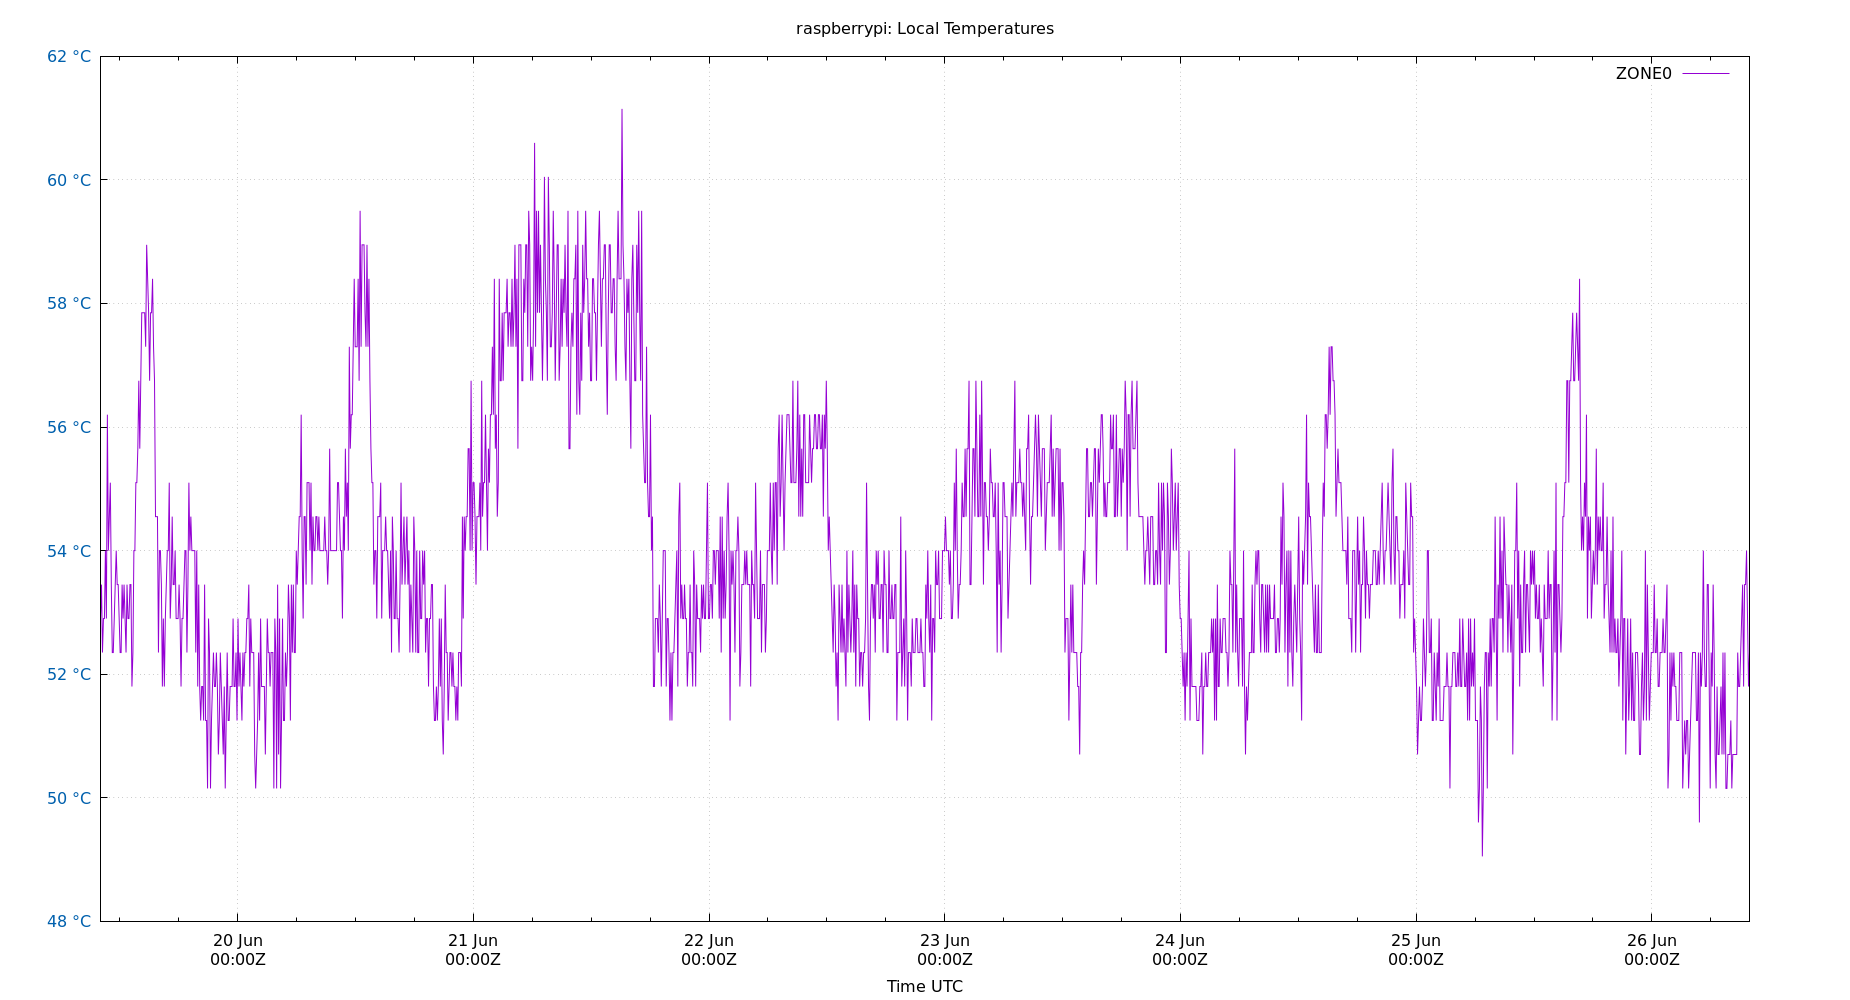 raspberrypi: Local Temperatures
62 °C
ZONE0
60 °C
58 °C
56 °C
54 °C
52 °C
50 °C
48 °C
20 Jun 21 Jun 22 Jun 23 Jun 24 Jun 25 Jun 26 Jun
00:00Z 00:00Z 00:00Z 00:00Z 00:00Z 00:00Z 00:00Z
Time UTC